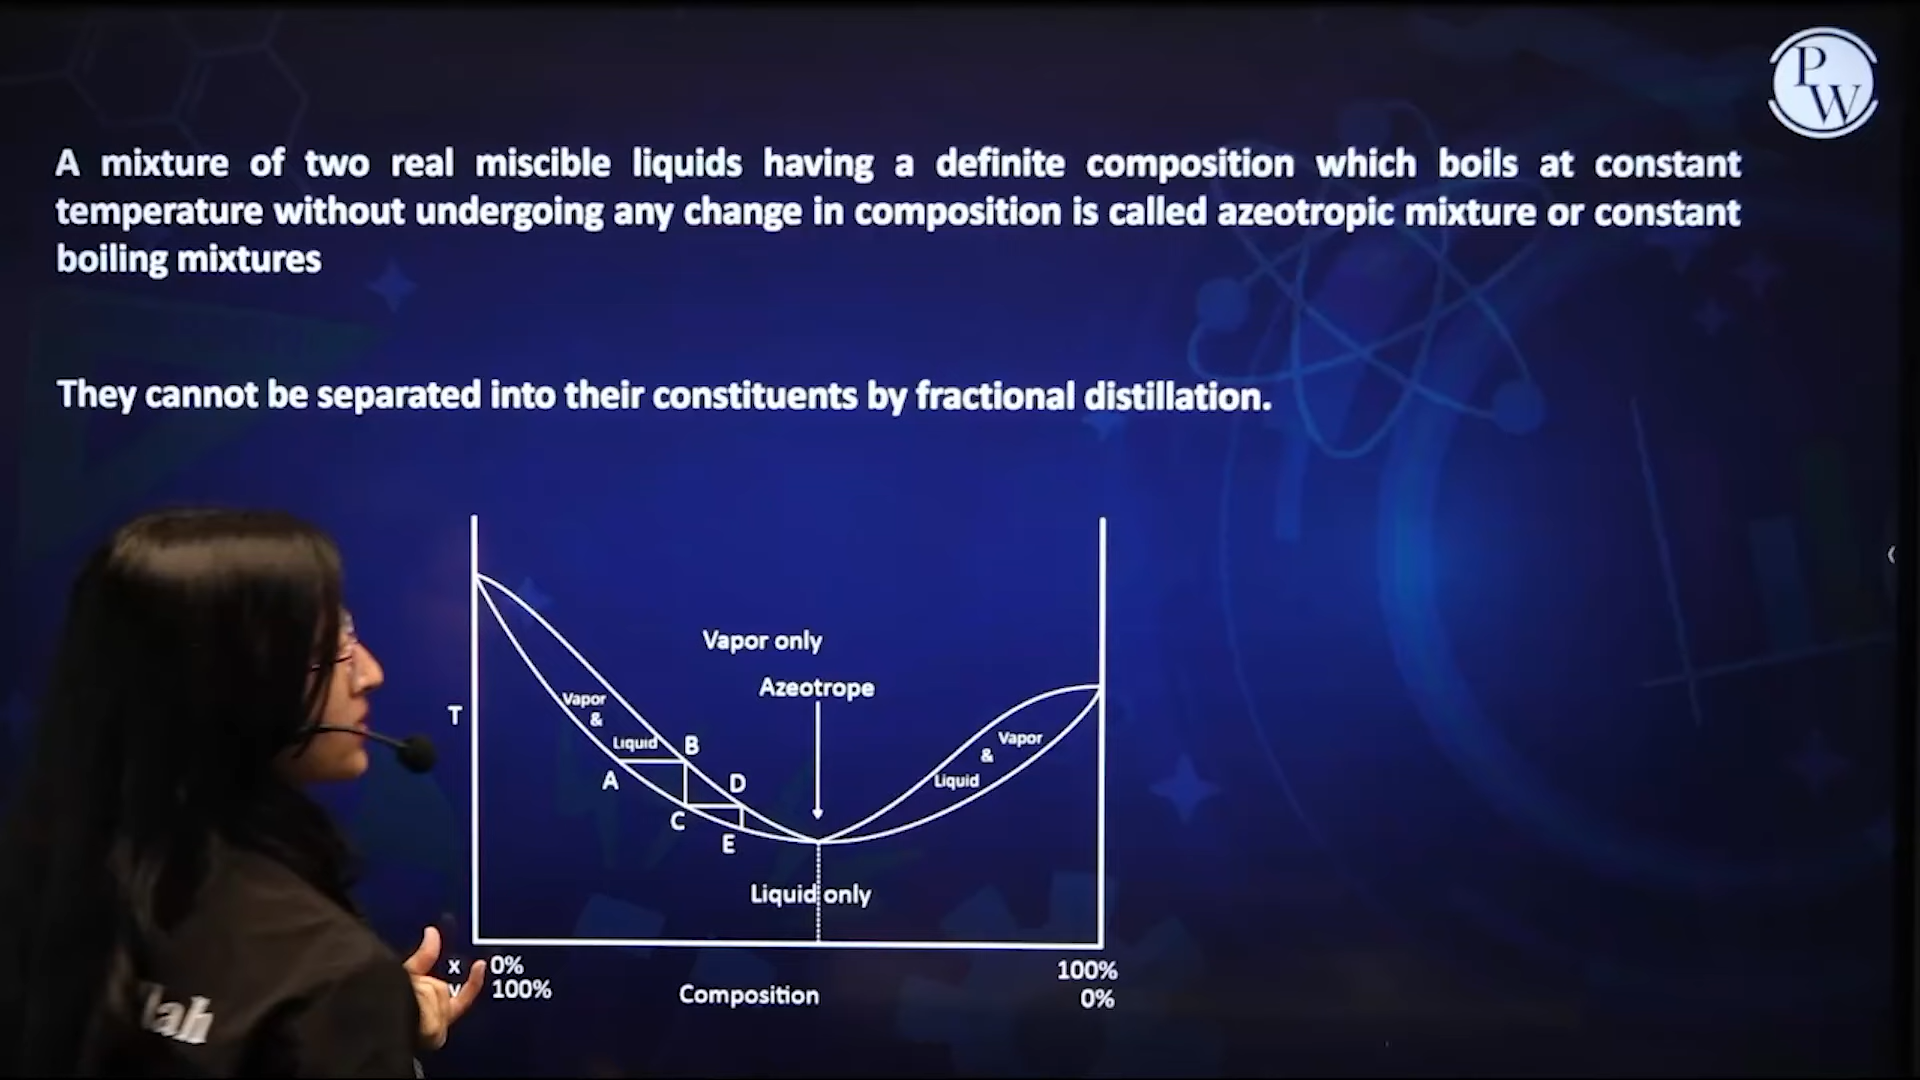 PW
A mixture of two real miscible liquids having a definite composition which boils at constant
temperature without undergoing any change in composition is called azeotropic mixture or constant
boiling mixtures
They cannot be separated into their constituents by fractional distillation.
Vapor only
Azeotrope
Vapor
&
Liquid
T
B
A
D
C
E
Vapor
&
Liquid
Liquid only
x 0% 100%
y 100% 0%
Composition
lah